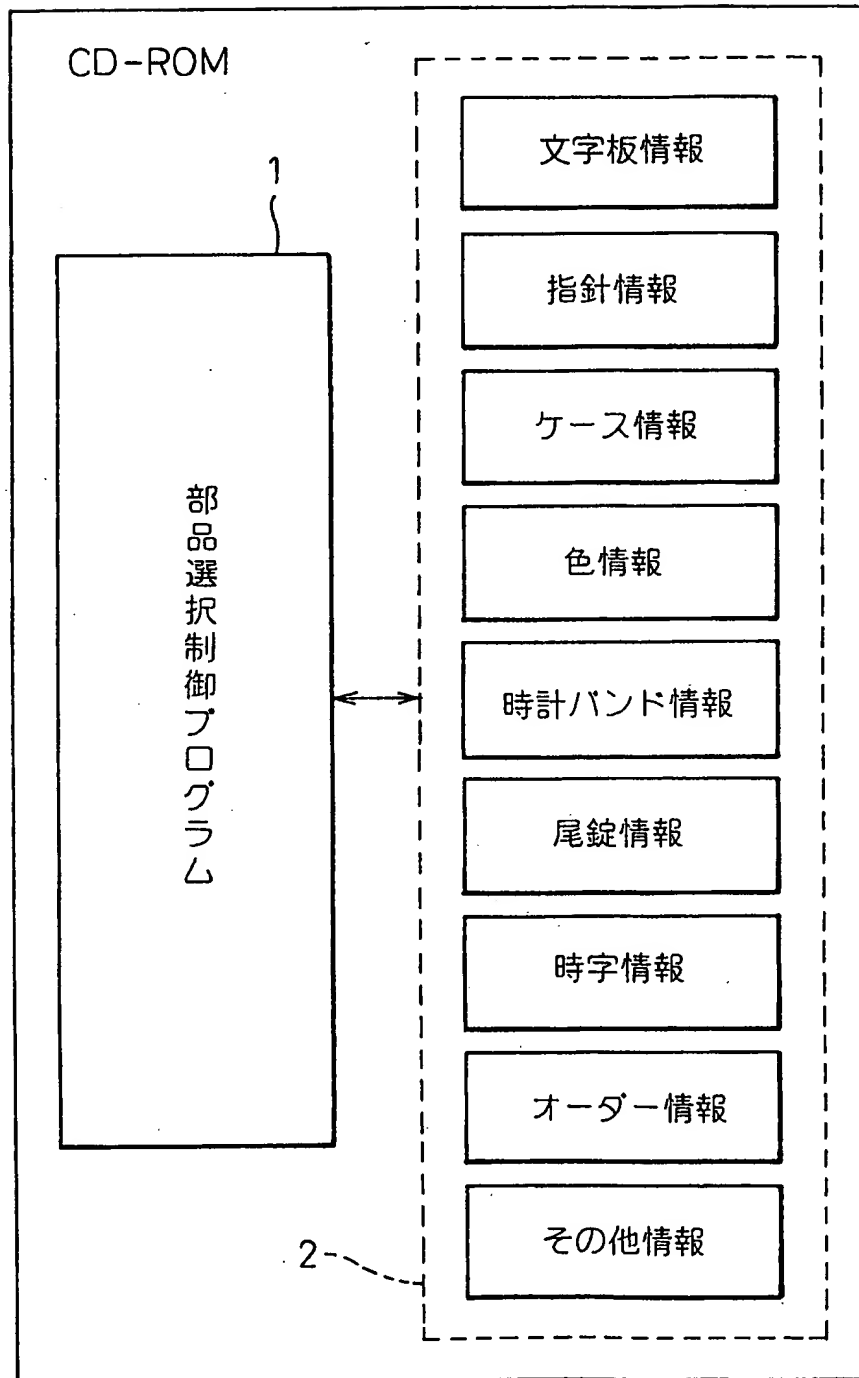 CD-ROM
1
部品選択制御プログラム
文字板情報
指針情報
ケース情報
色情報
時計バンド情報
尾錠情報
時字情報
オーダー情報
その他情報
2